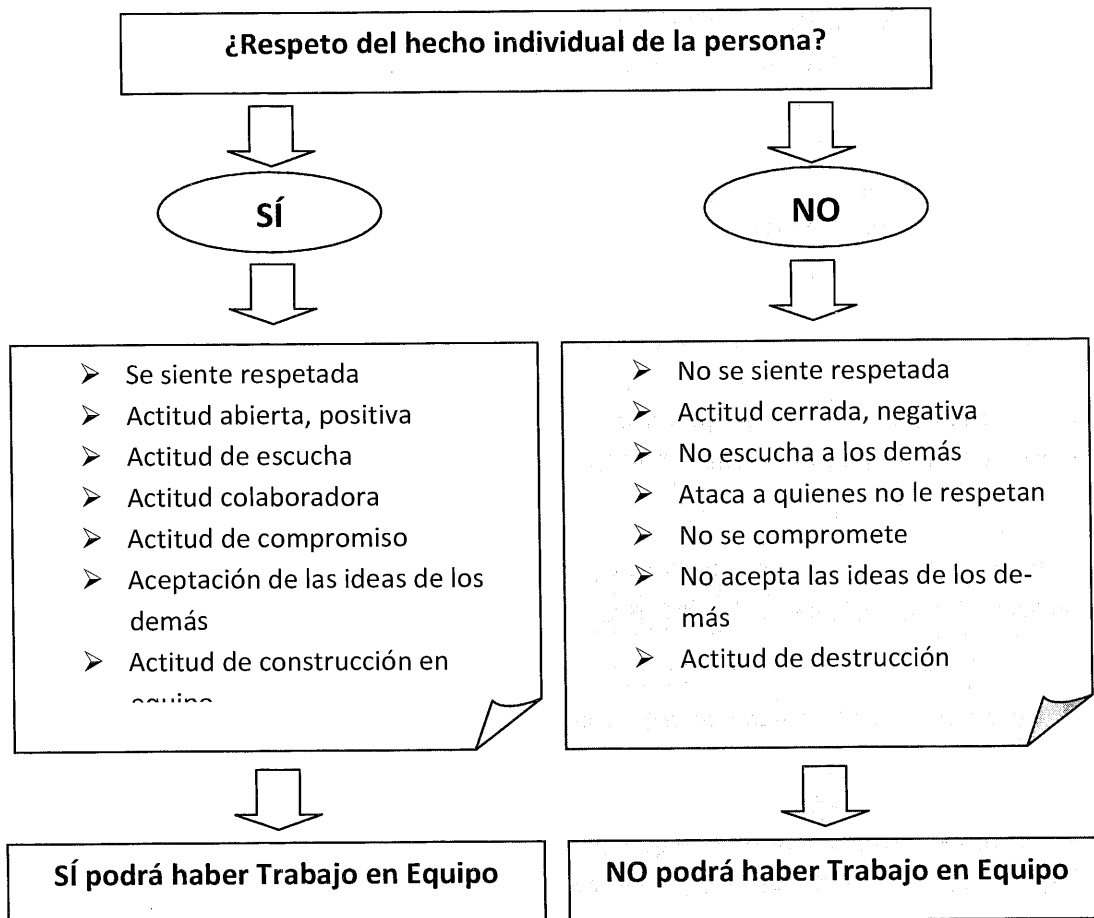 ¿Respeto del hecho individual de la persona?
SÍ
NO
➢ Se siente respetada
➢ Actitud abierta, positiva
➢ Actitud de escucha
➢ Actitud colaboradora
➢ Actitud de compromiso
➢ Aceptación de las ideas de los
demás
➢ Actitud de construcción en
equipo
➢ No se siente respetada
➢ Actitud cerrada, negativa
➢ No escucha a los demás
➢ Ataca a quienes no le respetan
➢ No se compromete
➢ No acepta las ideas de los de-
más
➢ Actitud de destrucción
SÍ podrá haber Trabajo en Equipo
NO podrá haber Trabajo en Equipo